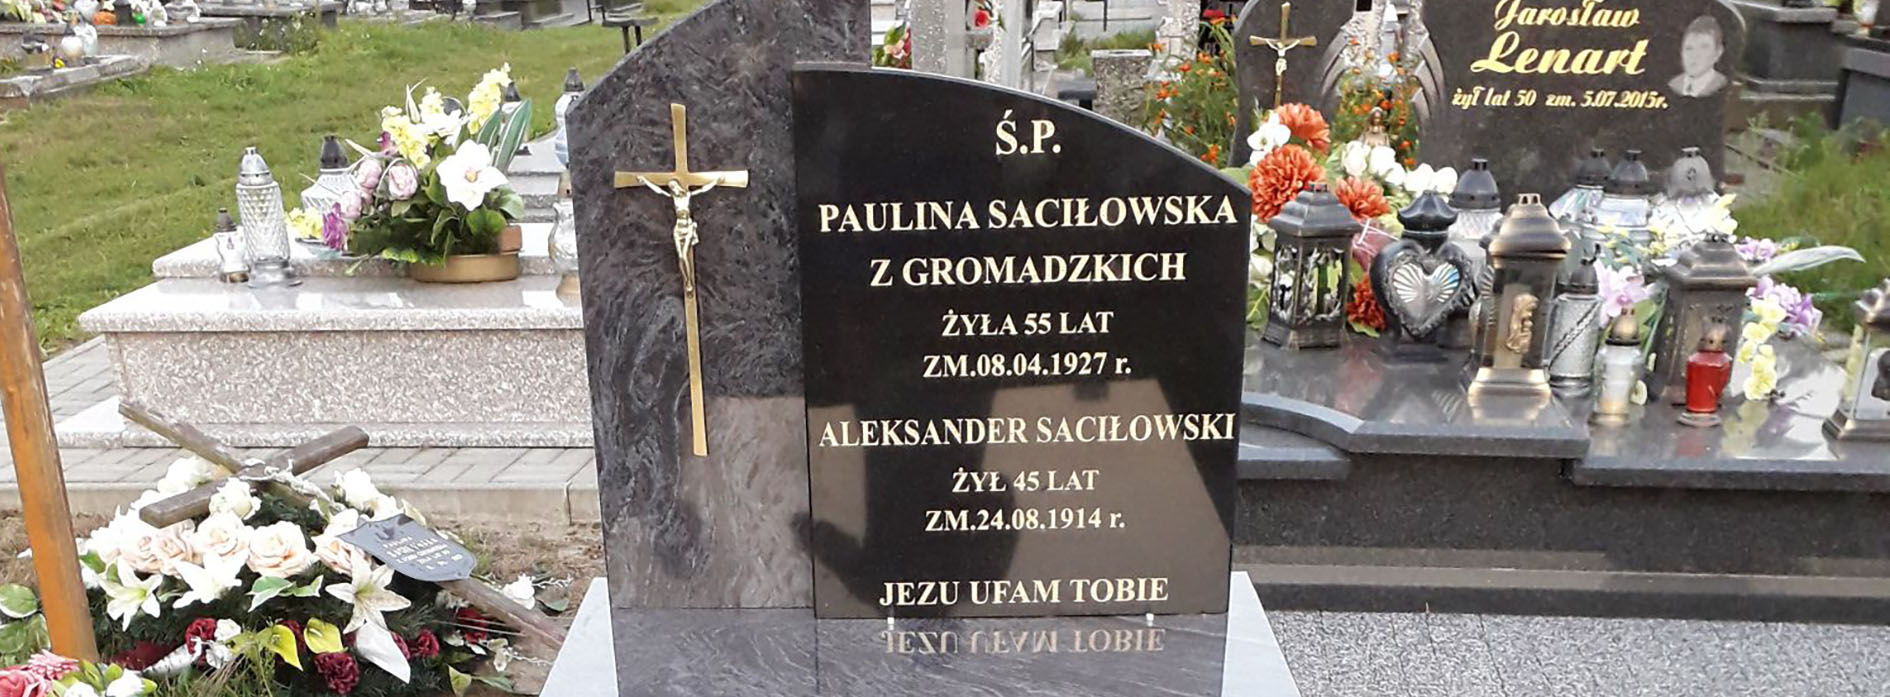 Ś.P.
PAULINA SACIŁOWSKA
Z GROMADZKICH
ŻYŁA 55 LAT
ZM.08.04.1927 r.
ALEKSANDER SACIŁOWSKI
ŻYŁ 45 LAT
ZM.24.08.1914 r.
JEZU UFAM TOBIE
Jarosław
Lenart
żył lat 50 zm. 5.07.2015r.